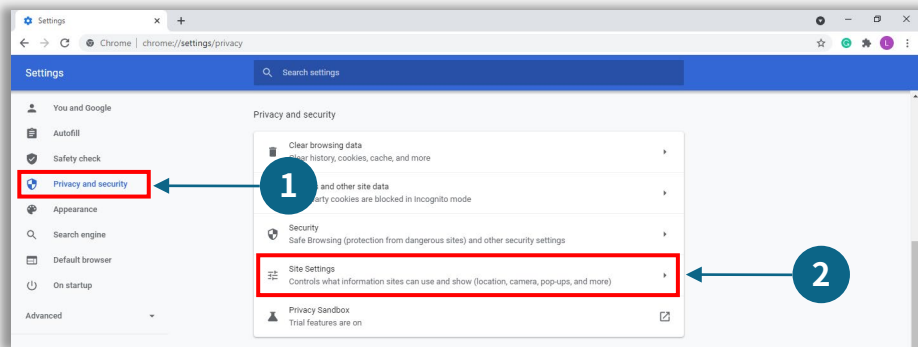 Settings
Chrome | chrome://settings/privacy
L
Settings
Search settings
You and Google
Autofill
Safety check
Privacy and security
Appearance
Search engine
Default browser
On startup
Advanced
Privacy and security
Clear browsing data
Clear history, cookies, cache, and more
and other site data
party cookies are blocked in Incognito mode
Security
Safe Browsing (protection from dangerous sites) and other security settings
Site Settings
Controls what information sites can use and show (location, camera, pop-ups, and more)
Privacy Sandbox
Trial features are on
1
2